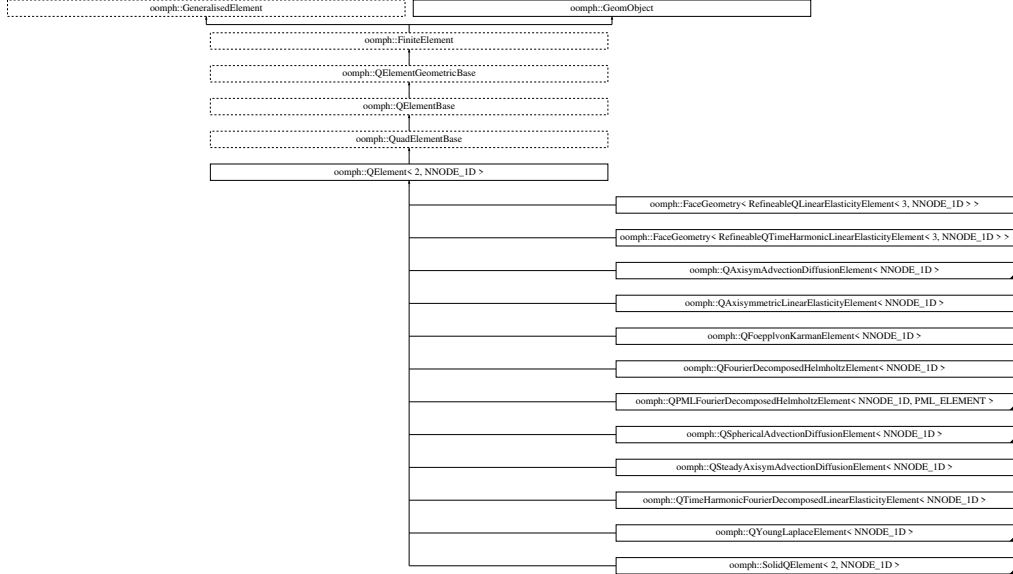 oomph::GeneralisedElement
oomph::GeomObject
oomph::FiniteElement
oomph::QElementGeometricBase
oomph::QElementBase
oomph::QuadElementBase
oomph::QElement< 2, NNODE_1D >
oomph::FaceGeometry< RefineableQLinearElasticityElement< 3, NNODE_1D > >
oomph::FaceGeometry< RefineableQTimeHarmonicLinearElasticityElement< 3, NNODE_1D > >
oomph::QAxisymAdvectionDiffusionElement< NNODE_1D >
oomph::QAxisymmetricLinearElasticityElement< NNODE_1D >
oomph::QFoepplvonKarmanElement< NNODE_1D >
oomph::QFourierDecomposedHelmholtzElement< NNODE_1D >
oomph::QPMLFourierDecomposedHelmholtzElement< NNODE_1D, PML_ELEMENT >
oomph::QSphericalAdvectionDiffusionElement< NNODE_1D >
oomph::QSteadyAxisymAdvectionDiffusionElement< NNODE_1D >
oomph::QTimeHarmonicFourierDecomposedLinearElasticityElement< NNODE_1D >
oomph::QYoungLaplaceElement< NNODE_1D >
oomph::SolidQElement< 2, NNODE_1D >